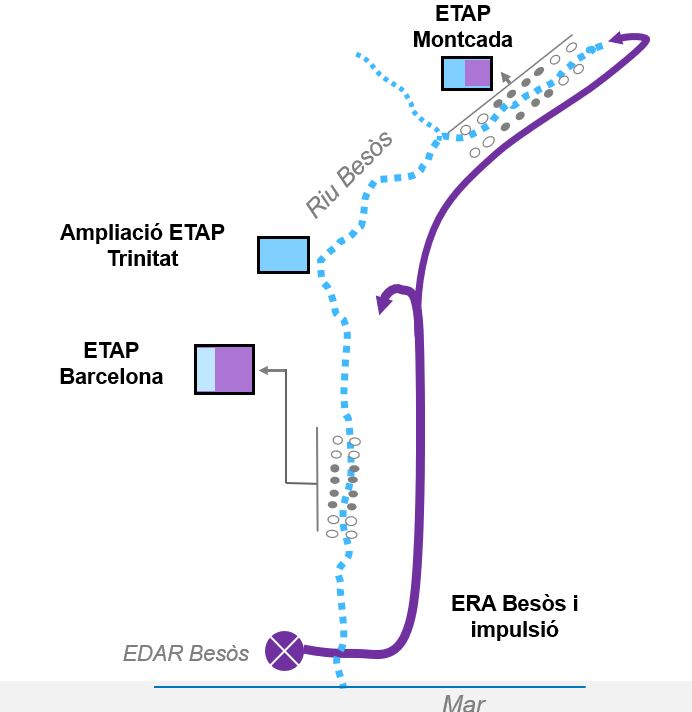 ETAP
Montcada
Riu Besòs
Ampliació ETAP
Trinitat
ETAP
Barcelona
ERA Besòs i
impulsió
EDAR Besòs
Mar